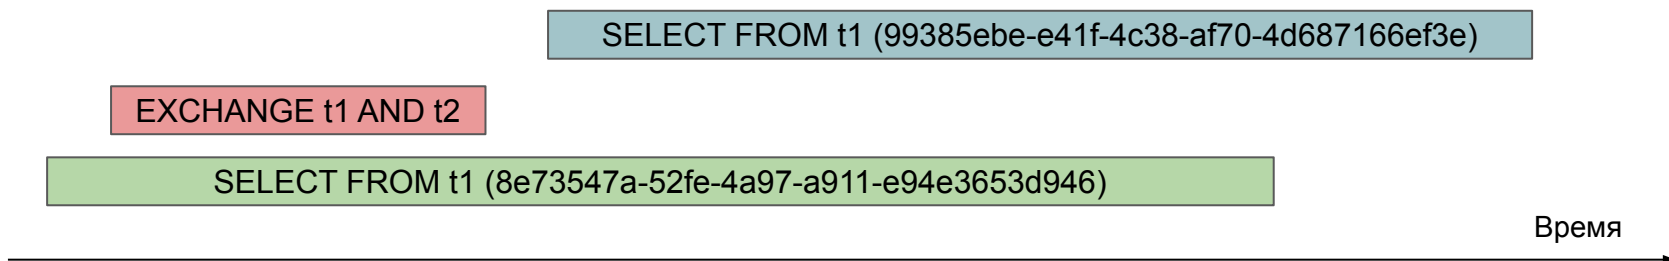 SELECT FROM t1 (99385ebe-e41f-4c38-af70-4d687166ef3e)
EXCHANGE t1 AND t2
SELECT FROM t1 (8e73547a-52fe-4a97-a911-e94e3653d946)
Время